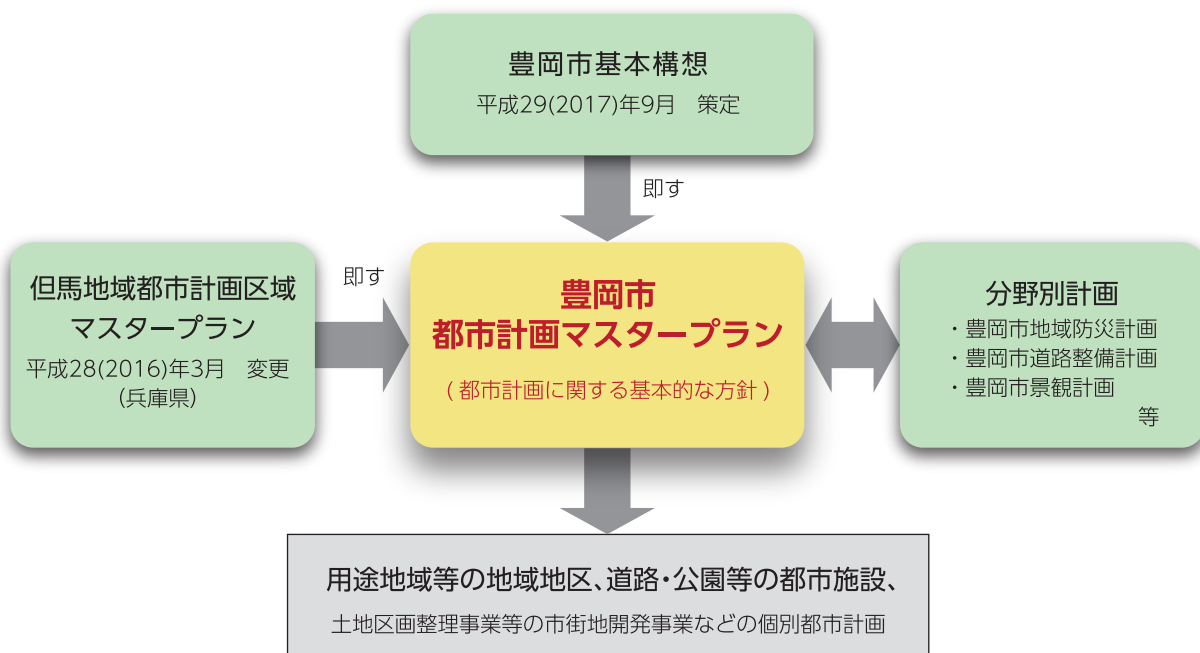 豊岡市基本構想
平成29(2017)年9月　策定
即す
但馬地域都市計画区域
マスタープラン
平成28(2016)年3月　変更
(兵庫県)
即す
豊岡市
都市計画マスタープラン
( 都市計画に関する基本的な方針 )
分野別計画
・豊岡市地域防災計画
・豊岡市道路整備計画
・豊岡市景観計画
等
用途地域等の地域地区、道路・公園等の都市施設、
土地区画整理事業等の市街地開発事業などの個別都市計画